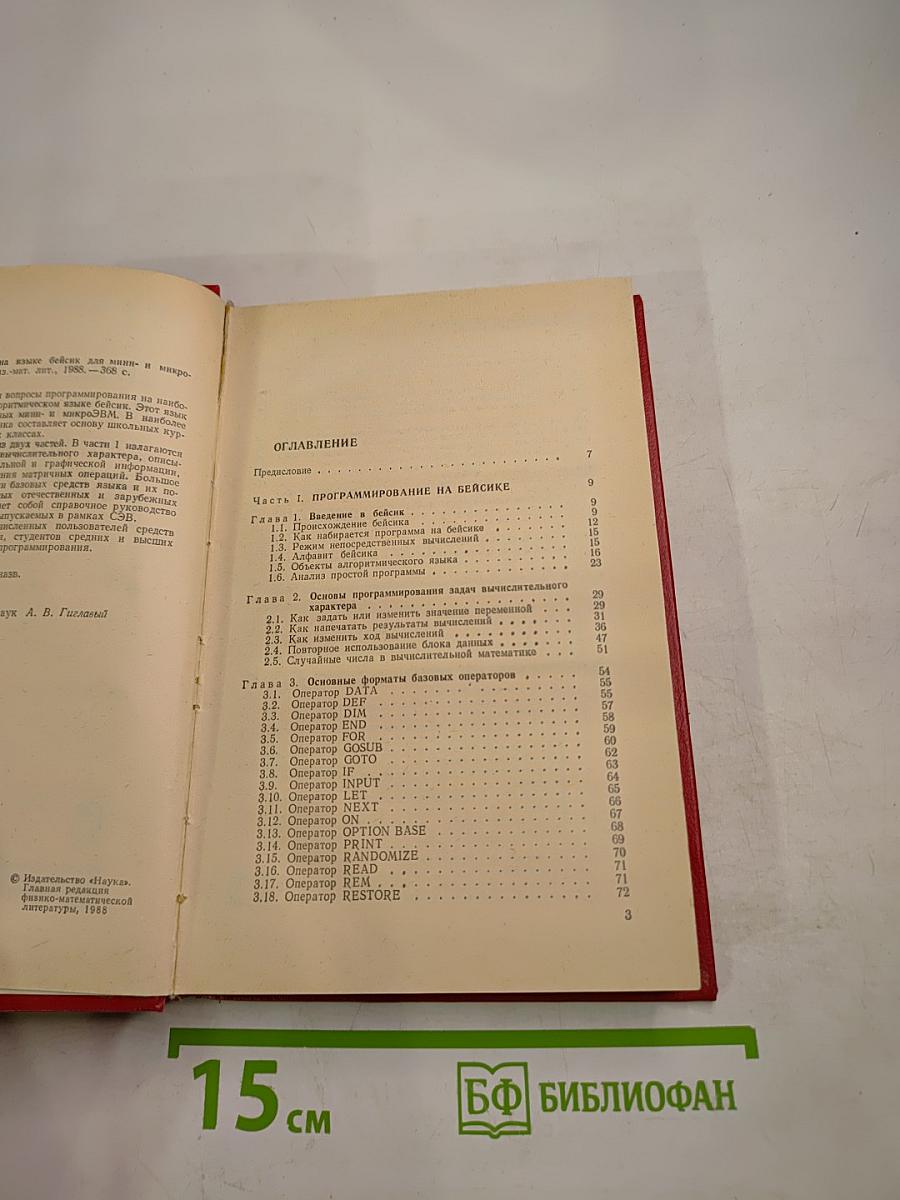 на языке бейсик для мини- и микро-
из.-мат. лит., 1988.—368 с.
вопросы программирования на наибо-
оритмическом языке бейсик. Этот язык
ных мини- и микроЭВМ. В наиболее
ика составляет основу школьных кур-
х классах.
из двух частей. В части 1 излагаются
вычислительного характера, описы-
льной и графической информации,
ния матричных операций. Большое
и базовых средств языка и их по-
ых отечественных и зарубежных
ет собой справочное руководство
выпускаемых в рамках СЭВ.
численных пользователей средств
и, студентов средних и высших
программирования.
назв.
аук А. В. Гиглавый
© Издательство «Наука».
Главная редакция
физико-математической
литературы, 1988
ОГЛАВЛЕНИЕ
Предисловие . . . . . . . . . . . . . . . . . . . . . . . 7
Часть I. ПРОГРАММИРОВАНИЕ НА БЕЙСИКЕ 9
Глава 1. Введение в бейсик . . . . . . . . . . . . . . 9
1.1. Происхождение бейсика . . . . . . . . . . . . . 9
1.2. Как набирается программа на бейсике . . . . . . 12
1.3. Режим непосредственных вычислений . . . . . . 15
1.4. Алфавит бейсика . . . . . . . . . . . . . . . 15
1.5. Объекты алгоритмического языка . . . . . . . . 16
1.6. Анализ простой программы . . . . . . . . . . . 23
Глава 2. Основы программирования задач вычислительного
характера . . . . . . . . . . . . . . . . . . 29
2.1. Как задать или изменить значение переменной . . . 29
2.2. Как напечатать результаты вычислений . . . . . . 31
2.3. Как изменить ход вычислений . . . . . . . . . . 36
2.4. Повторное использование блока данных . . . . . . 47
2.5. Случайные числа в вычислительной математике . . . 51
Глава 3. Основные форматы базовых операторов . . . . . 54
3.1. Оператор DATA . . . . . . . . . . . . . . . . 55
3.2. Оператор DEF . . . . . . . . . . . . . . . . 55
3.3. Оператор DIM . . . . . . . . . . . . . . . . 57
3.4. Оператор END . . . . . . . . . . . . . . . . 58
3.5. Оператор FOR . . . . . . . . . . . . . . . . 59
3.6. Оператор GOSUB . . . . . . . . . . . . . . . 60
3.7. Оператор GOTO . . . . . . . . . . . . . . . . 62
3.8. Оператор IF . . . . . . . . . . . . . . . . . 63
3.9. Оператор INPUT . . . . . . . . . . . . . . . 64
3.10. Оператор LET . . . . . . . . . . . . . . . . 65
3.11. Оператор NEXT . . . . . . . . . . . . . . . 66
3.12. Оператор ON . . . . . . . . . . . . . . . . 67
3.13. Оператор OPTION BASE . . . . . . . . . . . . 68
3.14. Оператор PRINT . . . . . . . . . . . . . . . 69
3.15. Оператор RANDOMIZE . . . . . . . . . . . . . 70
3.16. Оператор READ . . . . . . . . . . . . . . . 71
3.17. Оператор REM . . . . . . . . . . . . . . . . 71
3.18. Оператор RESTORE . . . . . . . . . . . . . . 72
3
15 см
БФ БИБЛИОФАН